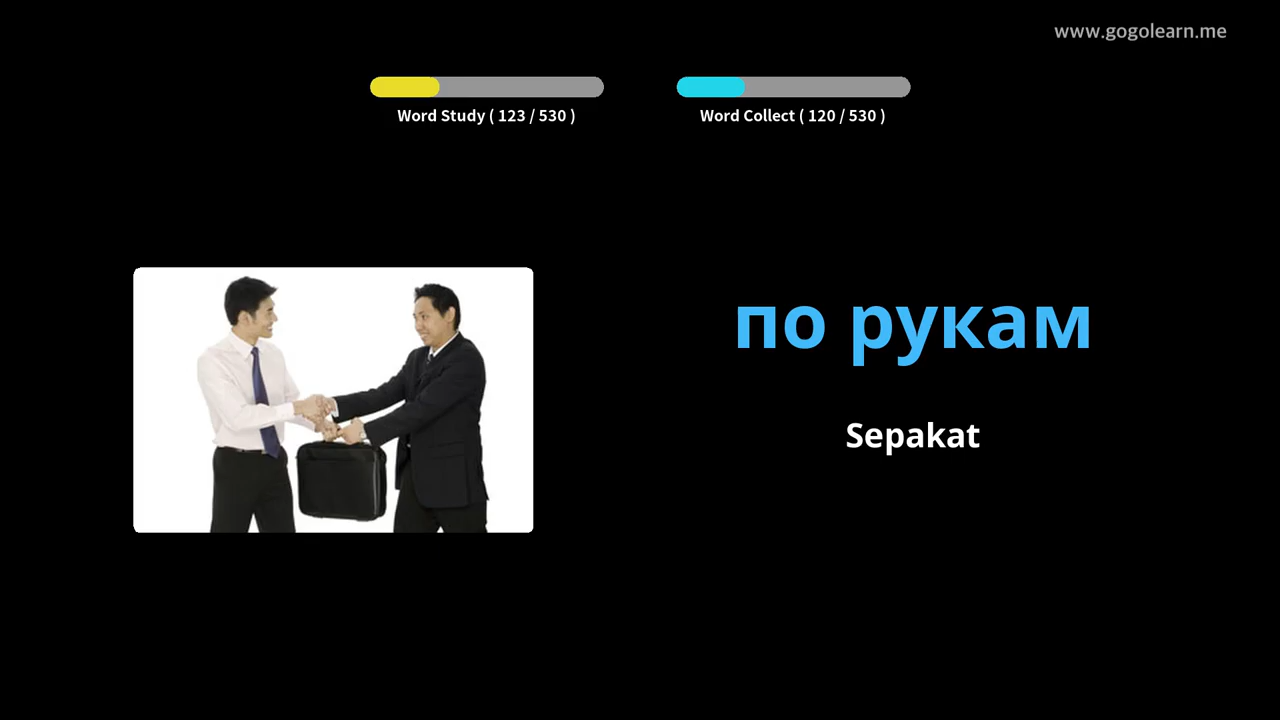 www.gogolearn.me
Word Study ( 123 / 530 )
Word Collect ( 120 / 530 )
по рукам
Sepakat